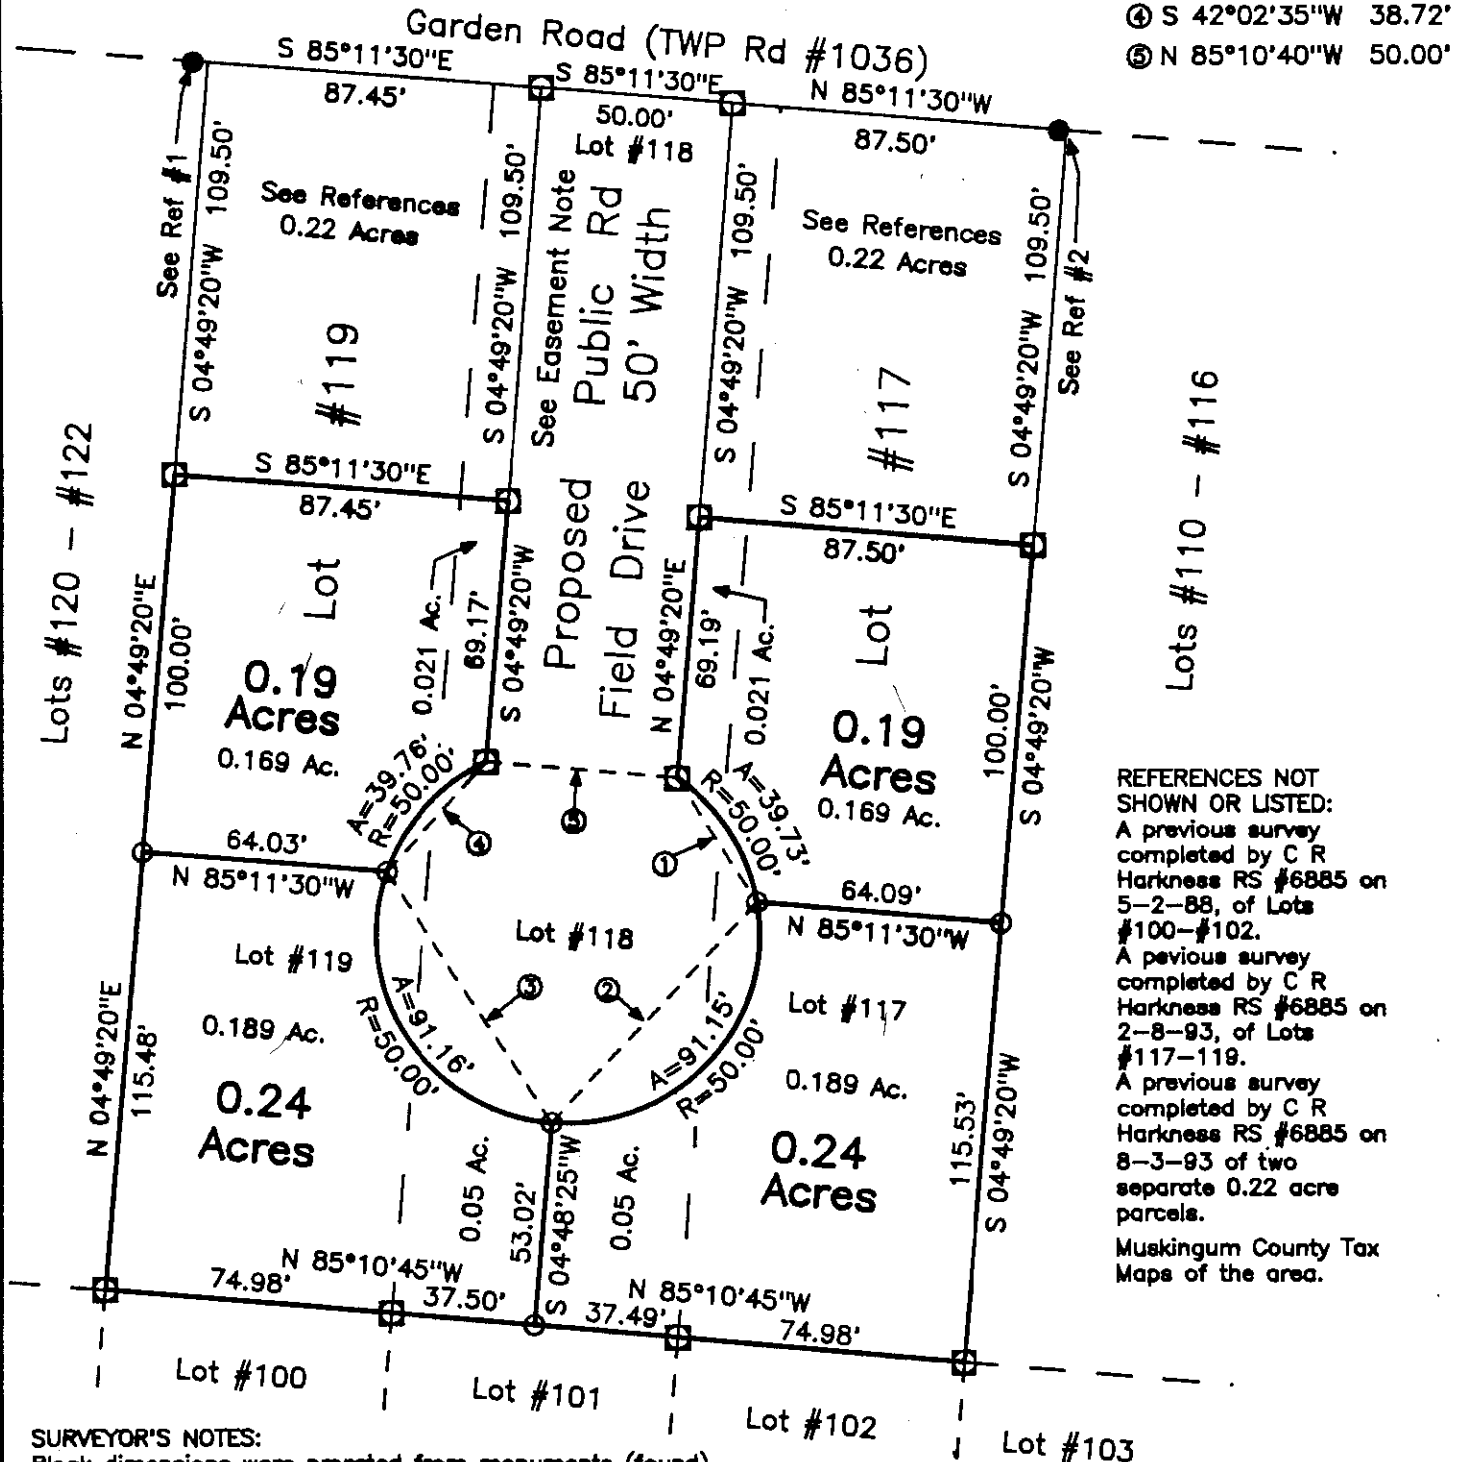 ④ S 42°02'35"W 38.72'
⑤ N 85°10'40"W 50.00'
Garden Road (TWP Rd #1036)
S 85°11'30"E
87.45'
S 85°11'30"E
50.00'
Lot #118
N 85°11'30"W
87.50'
See Ref #1
S 04°49'20"W 109.50'
See References
0.22 Acres
#119
S 04°49'20"W 109.50'
See Easement Note
Public Rd
50' Width
S 04°49'20"W 109.50'
See References
0.22 Acres
#117
S 04°49'20"W 109.50'
See Ref #2
Lots #120 - #122
Lots #110 - #116
S 85°11'30"E
87.45'
S 85°11'30"E
87.50'
N 04°49'20"E
100.00'
Lot
0.19
Acres
0.169 Ac.
0.021 Ac.
69.17'
S 04°49'20"W
Proposed
Field Drive
N 04°49'20"E
69.19'
0.021 Ac.
Lot
0.19
Acres
0.169 Ac.
100.00'
S 04°49'20"W
A=39.76'
R=50.00'
④
⑤
①
A=39.73'
R=50.00'
64.03'
N 85°11'30"W
64.09'
N 85°11'30"W
Lot #118
Lot #119
0.189 Ac.
0.24
Acres
N 04°49'20"E
115.48'
③
②
A=91.16'
R=50.00'
A=91.15'
R=50.00'
Lot #117
0.189 Ac.
0.24
Acres
115.53'
S 04°49'20"W
0.05 Ac.
53.02'
S 04°48'25"W
0.05 Ac.
N 85°10'45"W
74.98'
37.50'
N 85°10'45"W
37.49'
74.98'
Lot #100
Lot #101
Lot #102
Lot #103
REFERENCES NOT
SHOWN OR LISTED:
A previous survey
completed by C R
Harkness RS #6885 on
5-2-88, of Lots
#100-#102.
A pevious survey
completed by C R
Harkness RS #6885 on
2-8-93, of Lots
#117-119.
A previous survey
completed by C R
Harkness RS #6885 on
8-3-93 of two
separate 0.22 acre
parcels.
Muskingum County Tax
Maps of the area.
SURVEYOR'S NOTES:
Block dimensions were prorated from monuments (found)